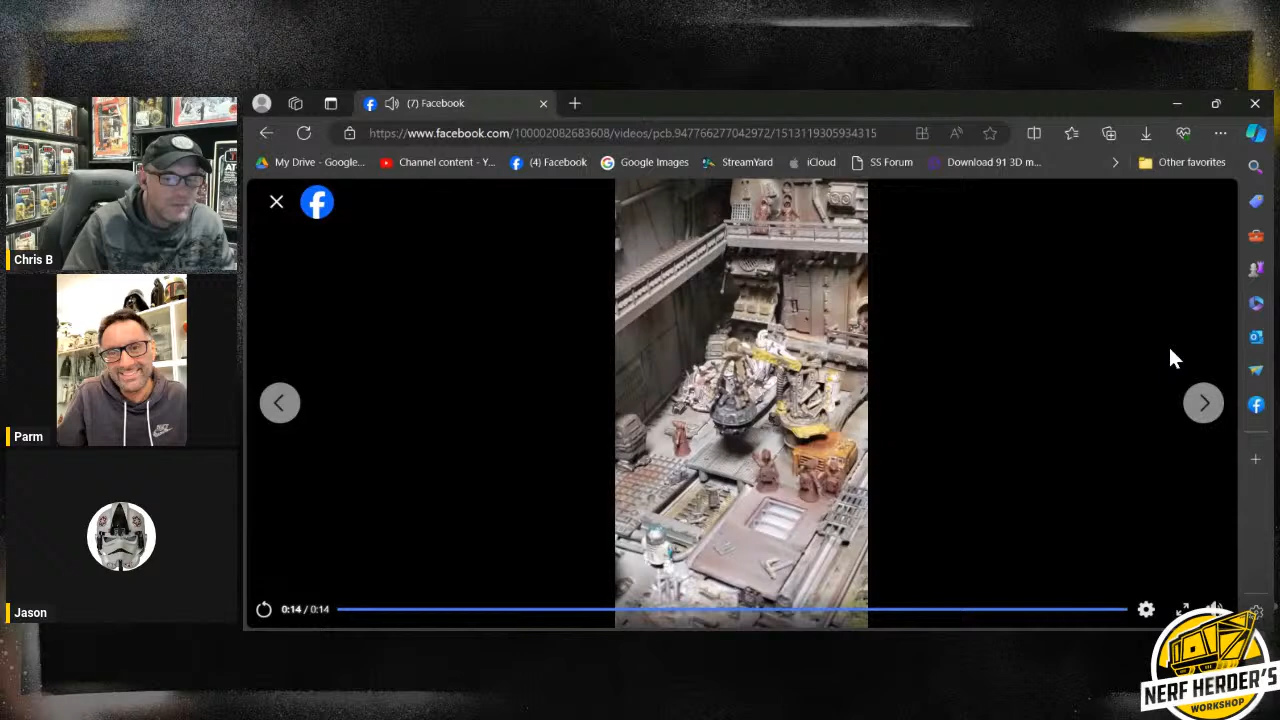 (7) Facebook
https://www.facebook.com/100002082683608/videos/pcb.947766277042972/1513119305934315
My Drive - Google...
Channel content - Y...
(4) Facebook
Google Images
StreamYard
iCloud
SS Forum
Download 91 3D m...
Other favorites
Chris B
Parm
Jason
0:14 / 0:14
NERF HERDER'S
WORKSHOP